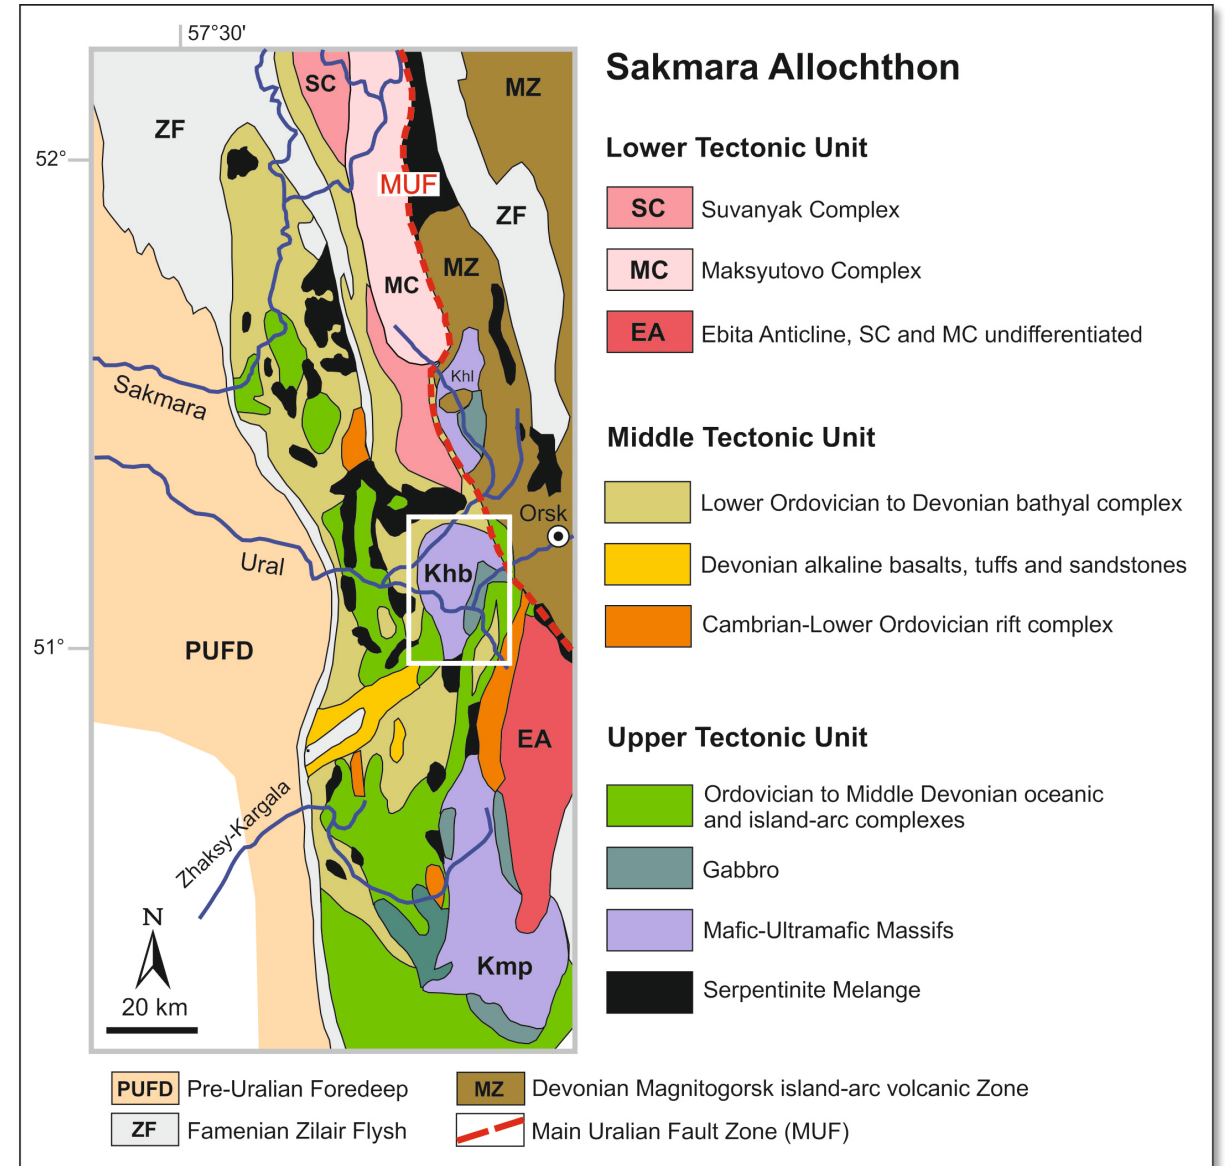 57°30'
Sakmara Allochthon
SC
MZ
ZF
52°
Lower Tectonic Unit
MUF
SC Suvanyak Complex
ZF
MZ
MC
MC Maksyutovo Complex
EA Ebita Anticline, SC and MC undifferentiated
Khl
Sakmara
Middle Tectonic Unit
Lower Ordovician to Devonian bathyal complex
Orsk
Ural
Khb
Devonian alkaline basalts, tuffs and sandstones
Cambrian-Lower Ordovician rift complex
51°
PUFD
EA
Upper Tectonic Unit
Ordovician to Middle Devonian oceanic
and island-arc complexes
Zhaksy-Kargala
Gabbro
N
Mafic-Ultramafic Massifs
Kmp
20 km
Serpentinite Melange
PUFD Pre-Uralian Foredeep
MZ Devonian Magnitogorsk island-arc volcanic Zone
ZF Famenian Zilair Flysh
Main Uralian Fault Zone (MUF)